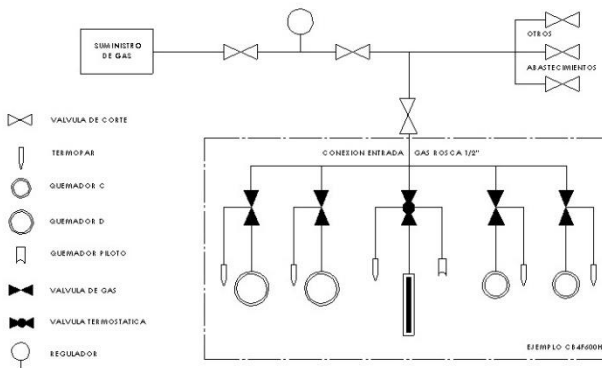 SUMINISTRO
DE GAS
OTROS
ABASTECIMIENTOS
VALVULA DE CORTE
TERMOPAR
QUEMADOR C
QUEMADOR D
QUEMADOR PILOTO
VALVULA DE GAS
VALVULA TERMOSTATICA
REGULADOR
CONEXION ENTRADA GAS ROSCA 1/2"
EJEMPLO CB4F600H